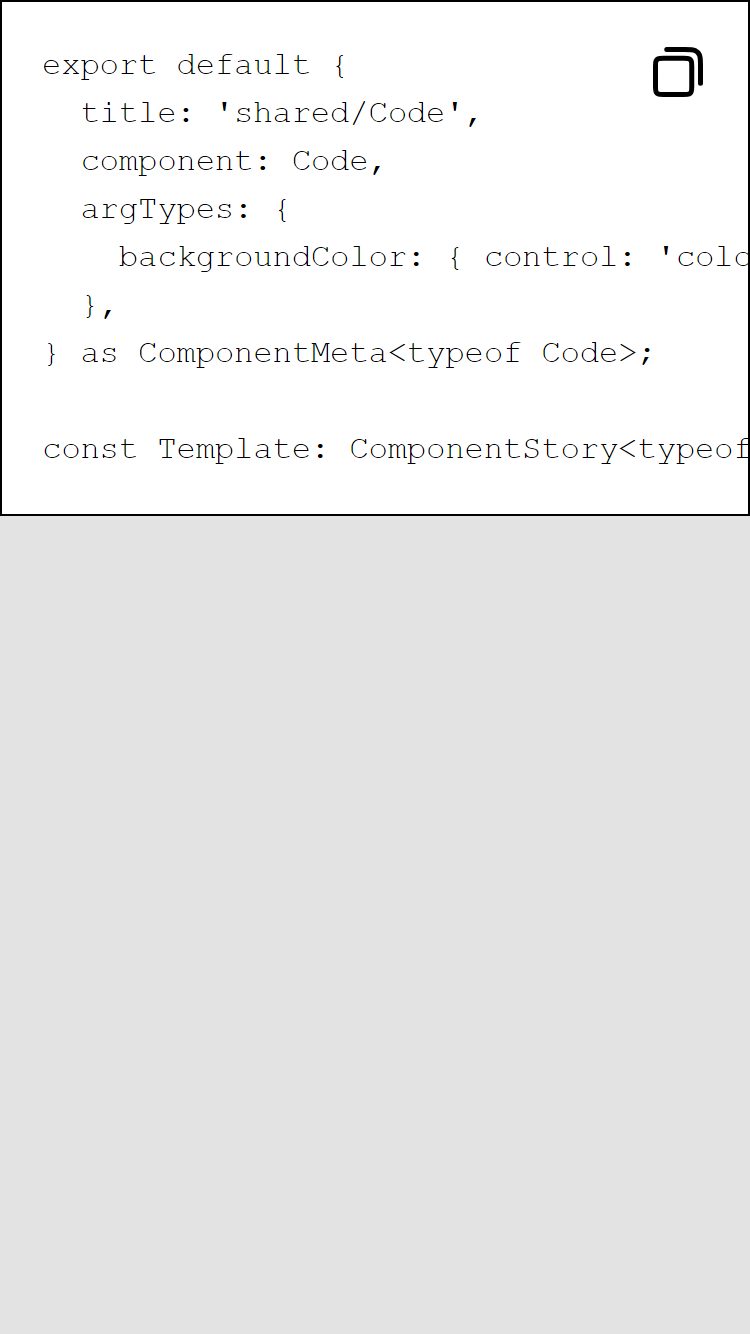 export default {
  title: 'shared/Code',
  component: Code,
  argTypes: {
    backgroundColor: { control: 'colo
  },
} as ComponentMeta<typeof Code>;

const Template: ComponentStory<typeof